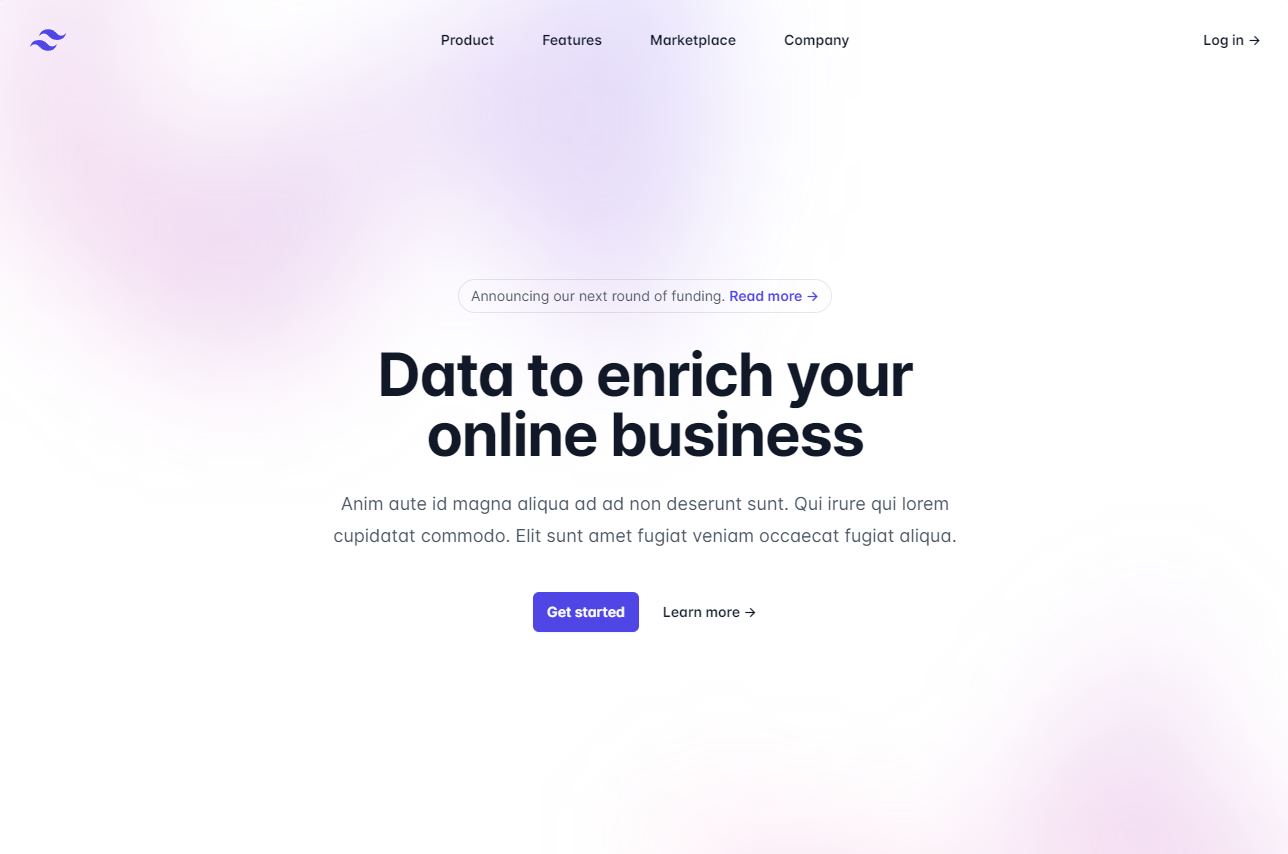 Product Features Marketplace Company Log in →
Announcing our next round of funding. Read more →
Data to enrich your
online business
Anim aute id magna aliqua ad ad non deserunt sunt. Qui irure qui lorem
cupidatat commodo. Elit sunt amet fugiat veniam occaecat fugiat aliqua.
Get started Learn more →